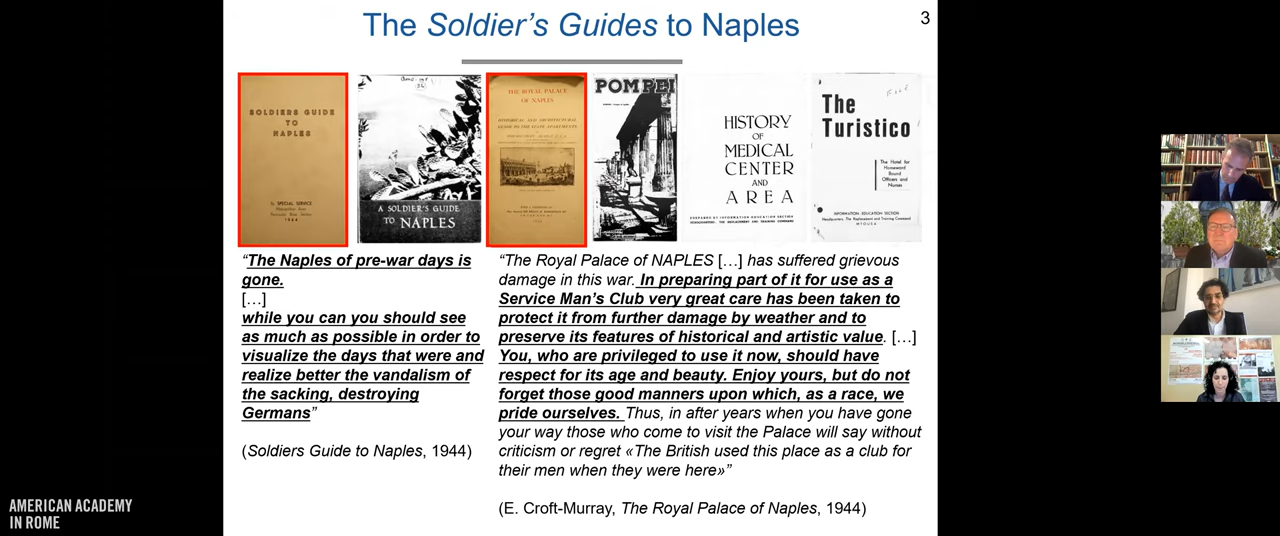 The Soldier's Guides to Naples
3
SOLDIERS GUIDE
TO
NAPLES
by SPECIAL SERVICE
1944
A SOLDIER'S GUIDE
TO NAPLES
THE ROYAL PALACE
OF NAPLES
HISTORICAL AND ARCHITECTURAL
GUIDE TO THE STATE APARTMENTS
POMPEI
HISTORY
OF
MEDICAL
CENTER
AND
AREA
PREPARED BY INFORMATION-EDUCATION SECTION
HEADQUARTERS, THE REPLACEMENT AND TRAINING COMMAND
The
Turistico
The Hotel for
Homeward
Bound
Officers and
Nurses
INFORMATION EDUCATION SECTION
Headquarters, The Replacement and Training Command
MTOUSA
“The Naples of pre-war days is
gone.
[…]
while you can you should see
as much as possible in order to
visualize the days that were and
realize better the vandalism of
the sacking, destroying
Germans”
(Soldiers Guide to Naples, 1944)
“The Royal Palace of NAPLES […] has suffered grievous
damage in this war. In preparing part of it for use as a
Service Man’s Club very great care has been taken to
protect it from further damage by weather and to
preserve its features of historical and artistic value. […]
You, who are privileged to use it now, should have
respect for its age and beauty. Enjoy yours, but do not
forget those good manners upon which, as a race, we
pride ourselves. Thus, in after years when you have gone
your way those who come to visit the Palace will say without
criticism or regret «The British used this place as a club for
their men when they were here»”
(E. Croft-Murray, The Royal Palace of Naples, 1944)
AMERICAN ACADEMY
IN ROME